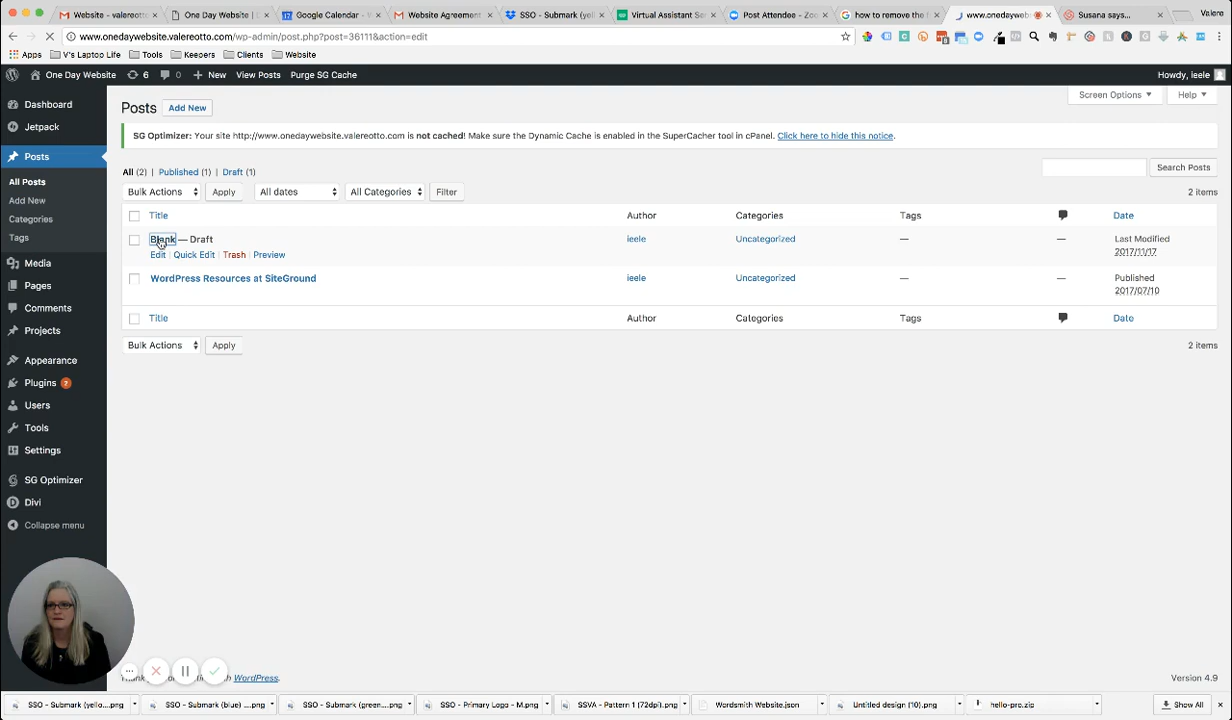 Website - valereotto
One Day Website | E
Google Calendar - W
Website Agreement
SSO - Submark (yell
Virtual Assistant Sa
Post Attendee - Zoo
how to remove the f
www.onedayweb
Susana says...
Valere
www.onedaywebsite.valereotto.com/wp-admin/post.php?post=36111&action=edit
Apps V's Laptop Life Tools Keepers Clients Website
One Day Website 6 0 New View Posts Purge SG Cache Howdy, ieele
Screen Options Help
Dashboard
Jetpack
Posts
All Posts
Add New
Categories
Tags
Media
Pages
Comments
Projects
Appearance
Plugins 7
Users
Tools
Settings
SG Optimizer
Divi
Collapse menu
Posts Add New
SG Optimizer: Your site http://www.onedaywebsite.valereotto.com is not cached! Make sure the Dynamic Cache is enabled in the SuperCacher tool in cPanel. Click here to hide this notice.
All (2) | Published (1) | Draft (1)
Search Posts
Bulk Actions Apply All dates All Categories Filter 2 items
Title Author Categories Tags Date
Blank — Draft ieele Uncategorized — — Last Modified
2017/11/17
Edit | Quick Edit | Trash | Preview
WordPress Resources at SiteGround ieele Uncategorized — — Published
2017/07/10
Title Author Categories Tags Date
Bulk Actions Apply 2 items
WordPress. Version 4.9
SSO - Submark (yello....png
SSO - Submark (blue) ....png
SSO - Submark (green....png
SSO - Primary Logo - M.png
SSVA - Pattern 1 (72dpi).png
Wordsmith Website.json
Untitled design (10).png
hello-pro.zip
Show All